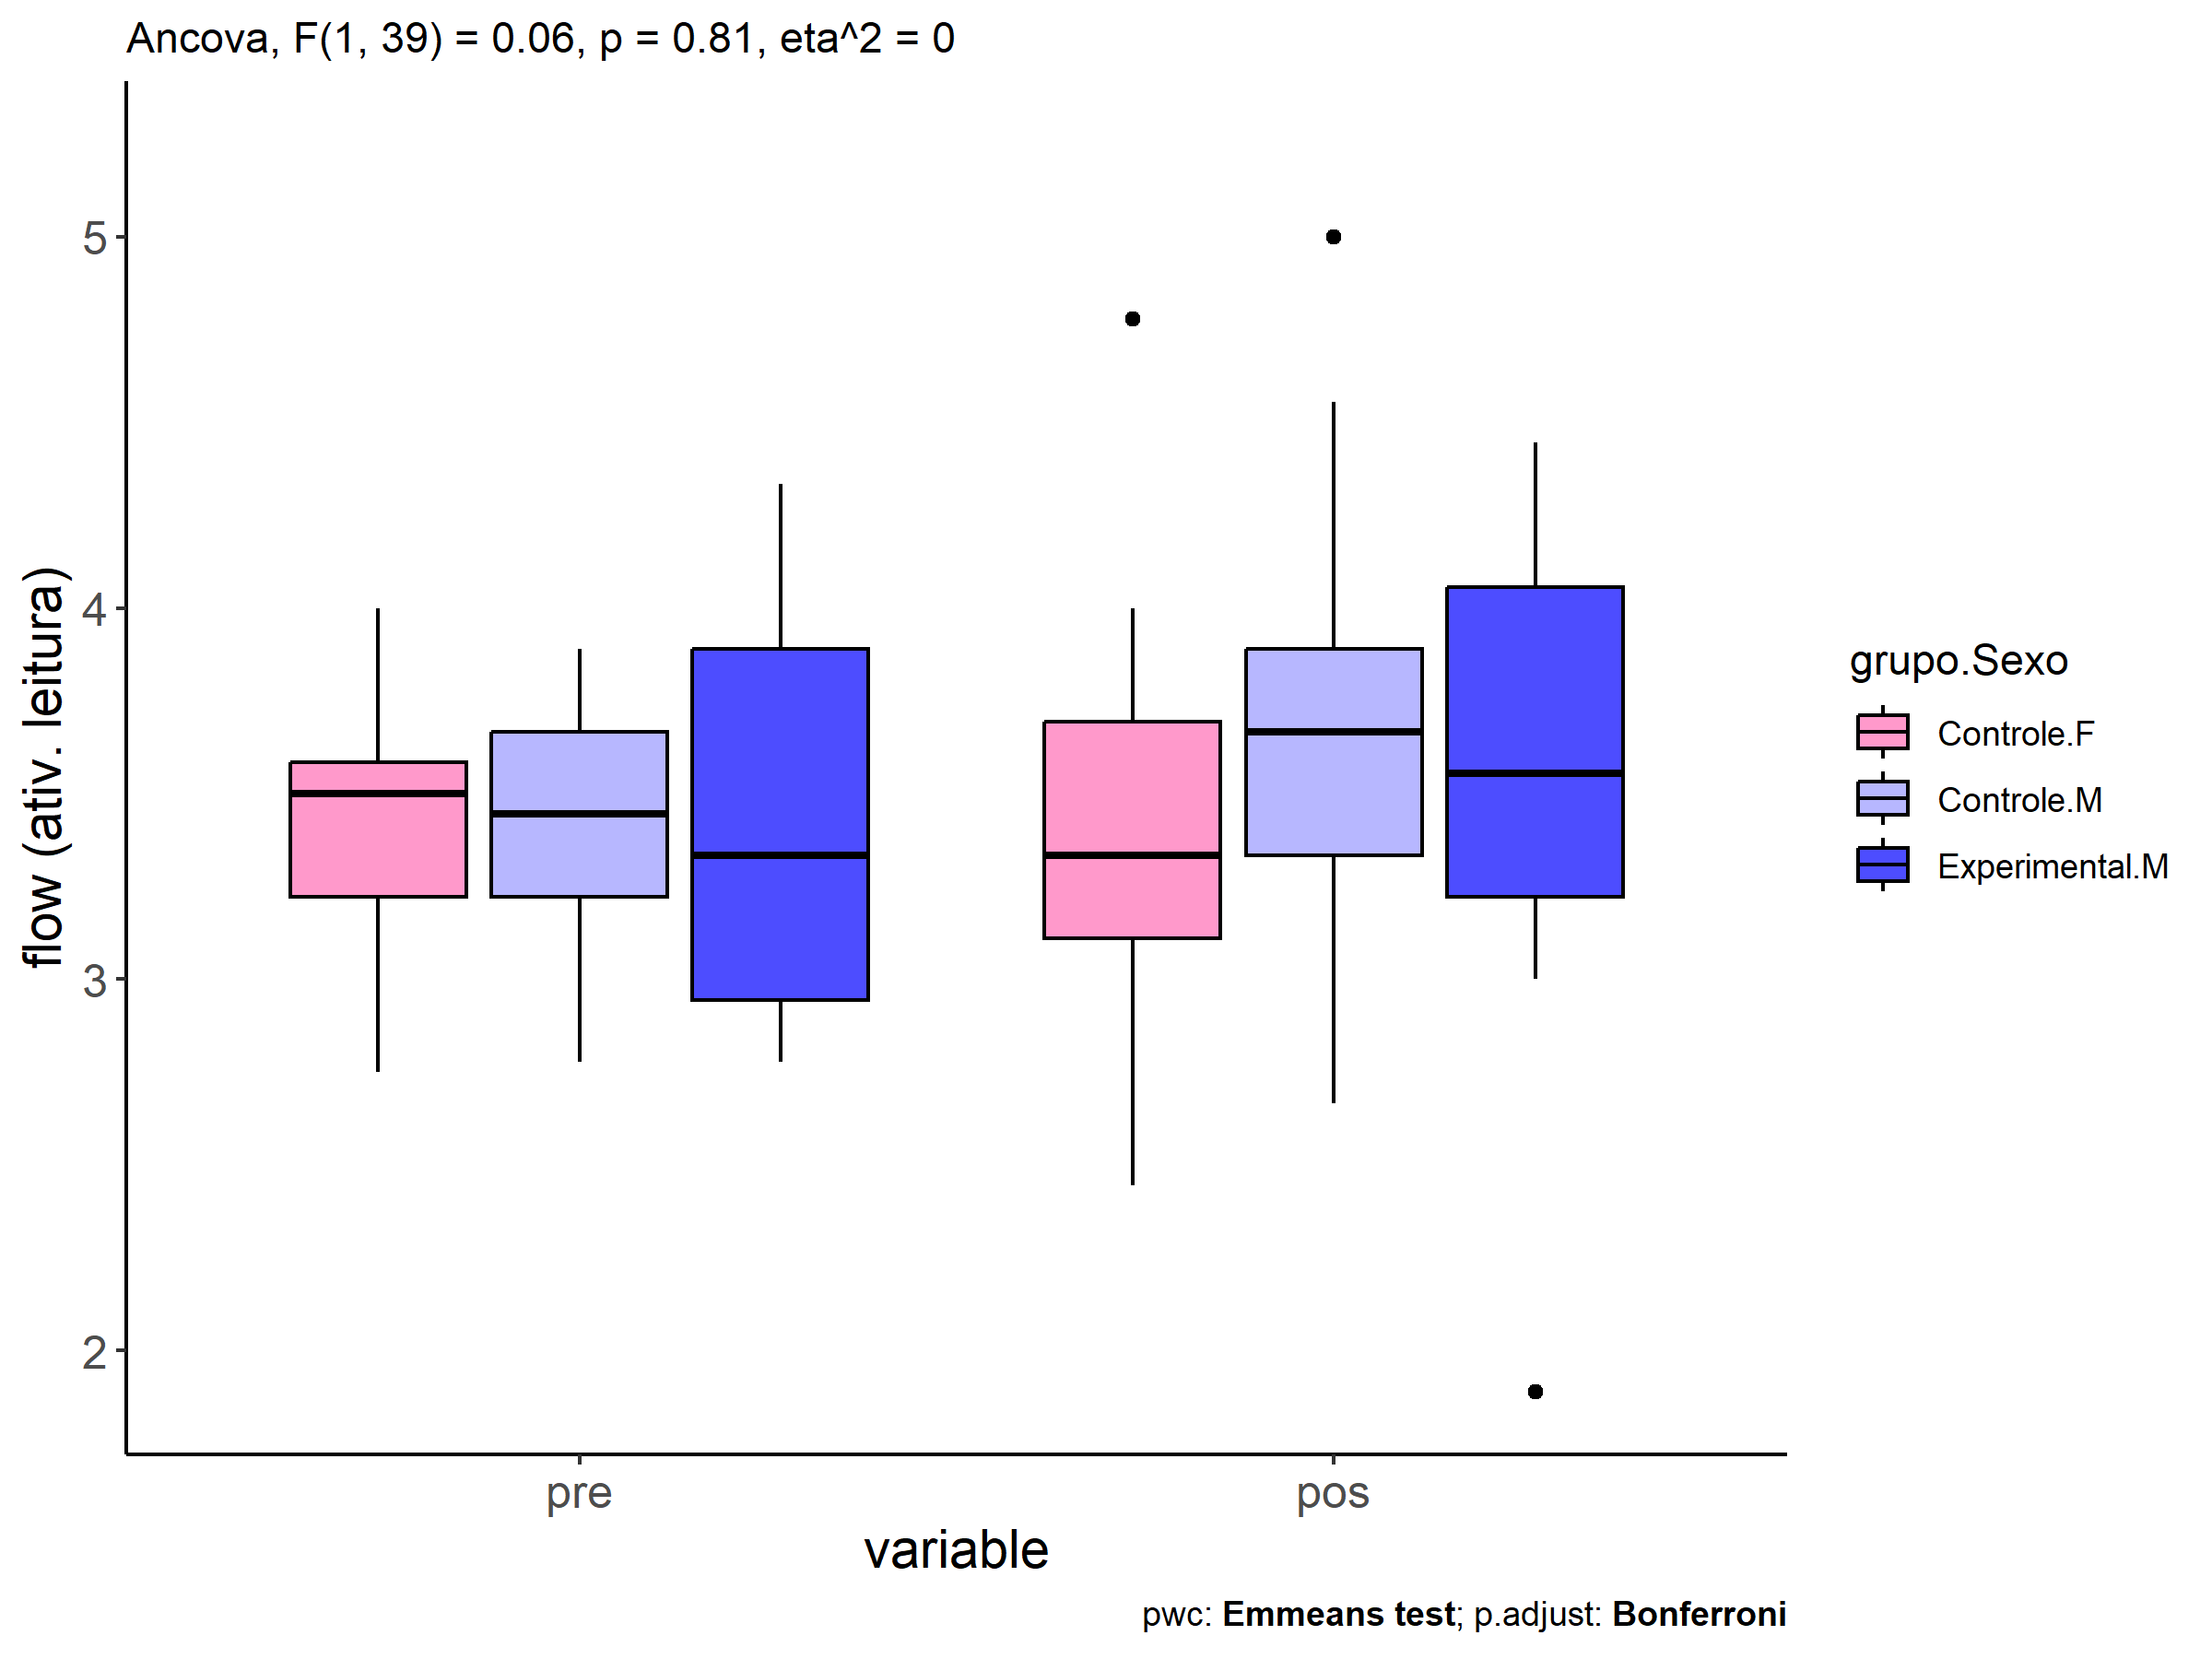 Ancova, F(1, 39) = 0.06, p = 0.81, eta^2 = 0
flow (ativ. leitura)
5
4
3
2
pre
pos
variable
grupo.Sexo
Controle.F
Controle.M
Experimental.M
pwc: Emmeans test; p.adjust: Bonferroni